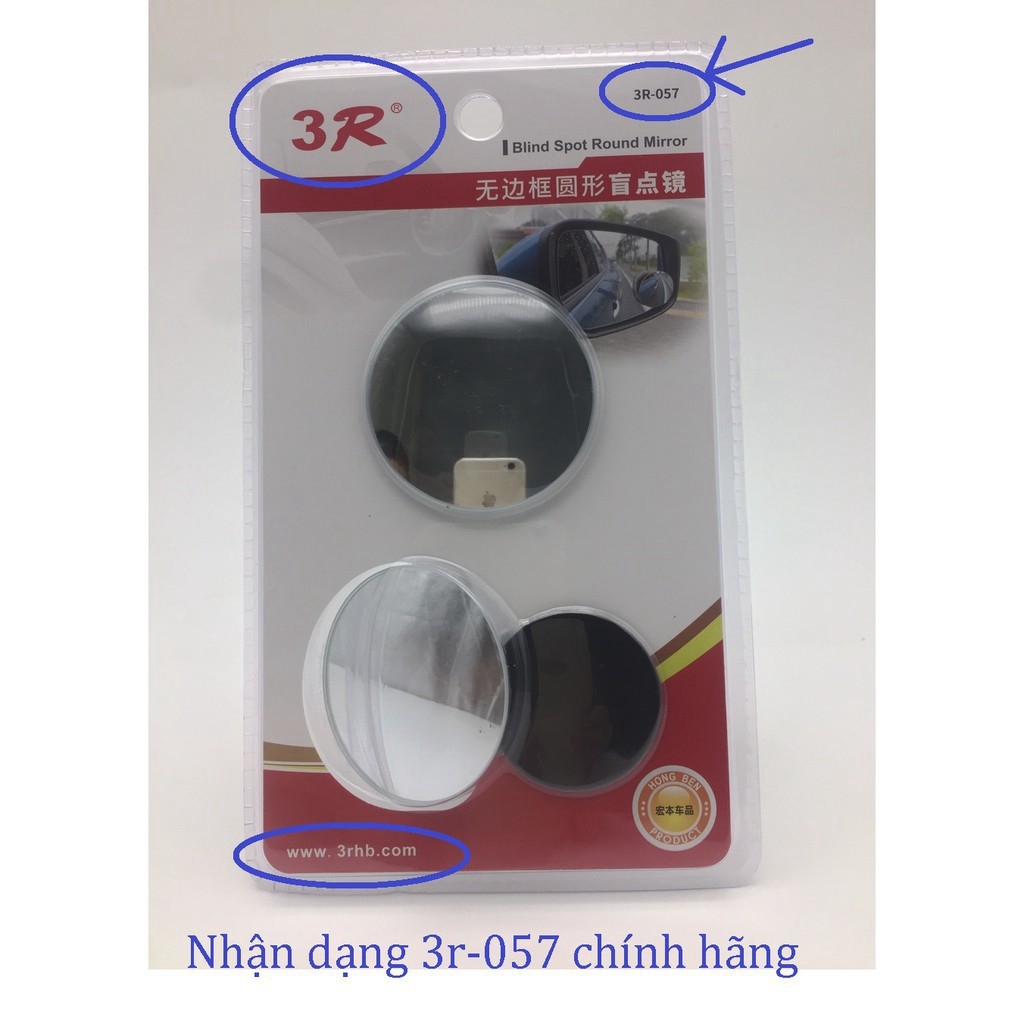 3R®
3R-057
Blind Spot Round Mirror
无边框圆形盲点镜
HONG BEN
宏本车品
PRODUCT
www.3rhb.com
Nhận dạng 3r-057 chính hãng